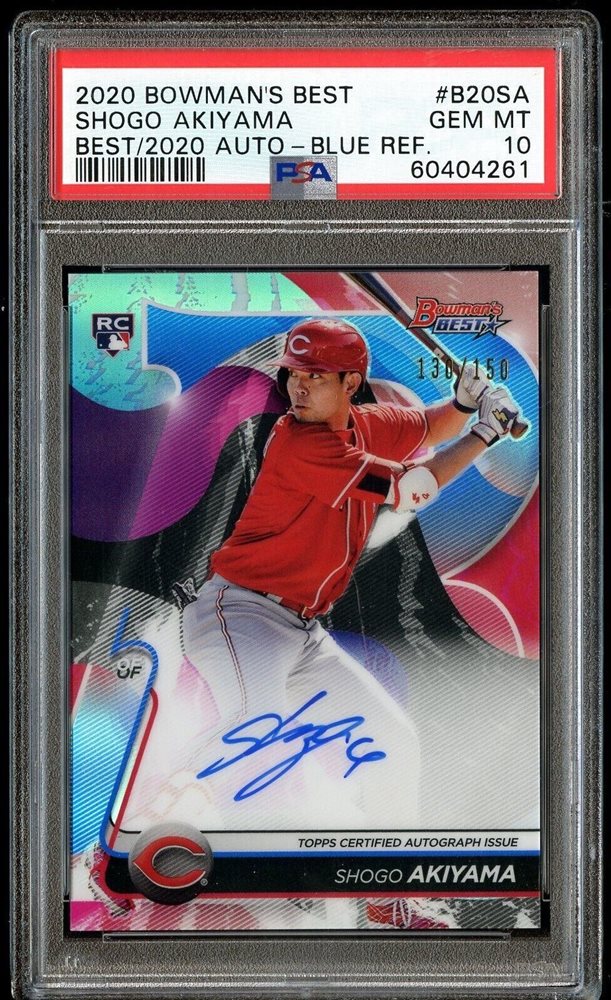 2020 BOWMAN'S BEST #B20SA
SHOGO AKIYAMA GEM MT
BEST/2020 AUTO – BLUE REF. 10
PSA 60404261
RC
Bowman's
BEST
130/150
C
OF
TOPPS CERTIFIED AUTOGRAPH ISSUE
C
SHOGO AKIYAMA